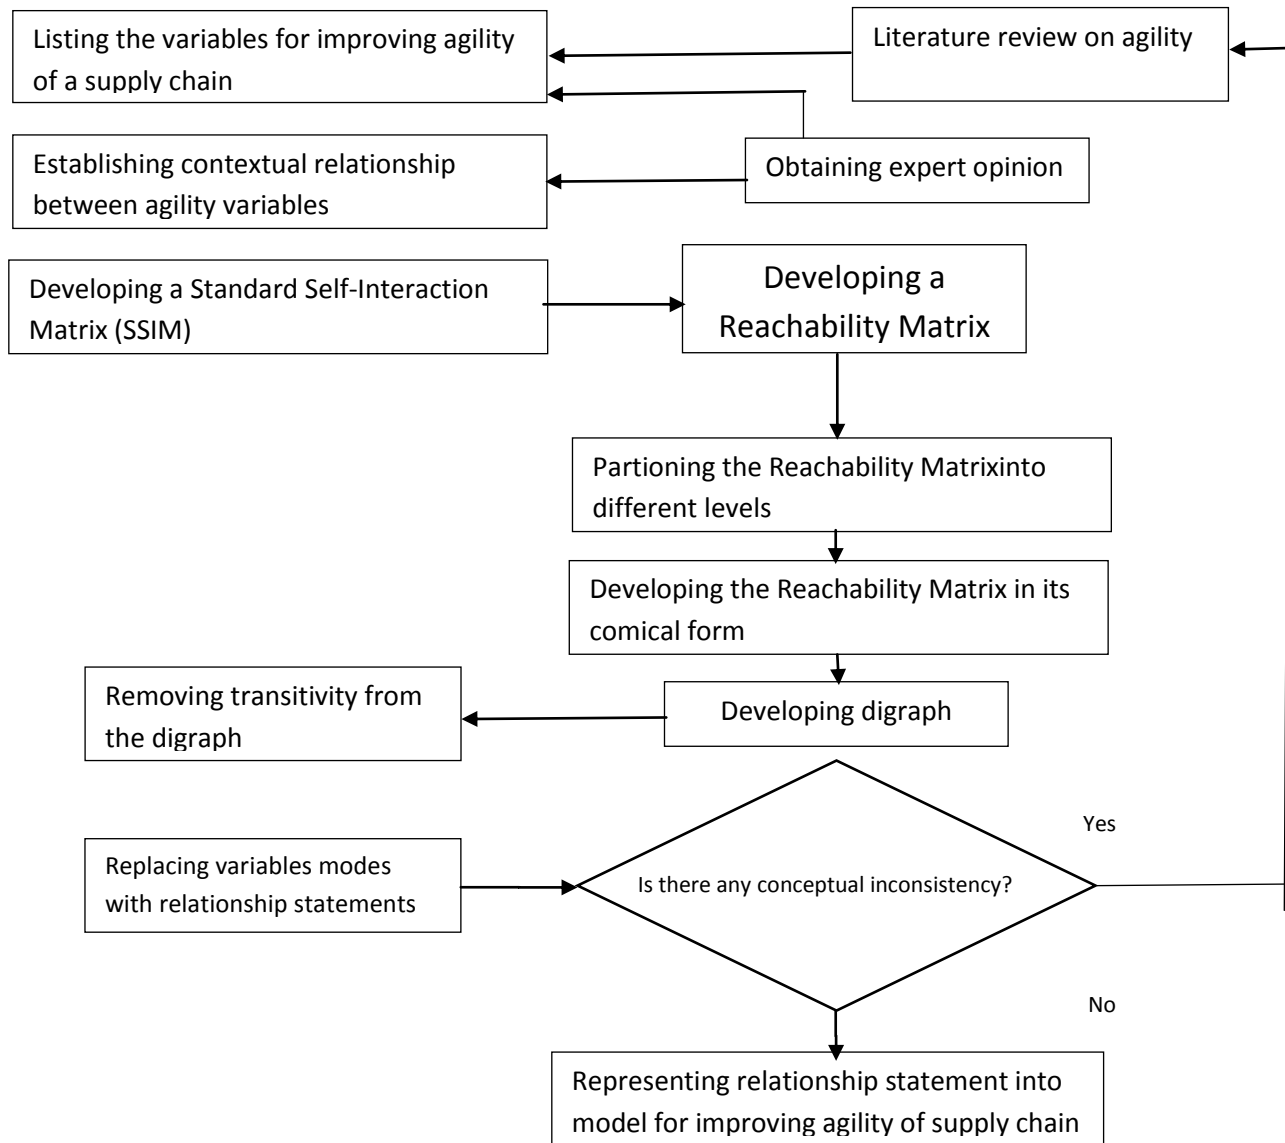 Listing the variables for improving agility
of a supply chain
Literature review on agility
Establishing contextual relationship
between agility variables
Obtaining expert opinion
Developing a Standard Self-Interaction
Matrix (SSIM)
Developing a
Reachability Matrix
Partioning the Reachability Matrixinto
different levels
Developing the Reachability Matrix in its
comical form
Removing transitivity from
the digraph
Developing digraph
Yes
Replacing variables modes
with relationship statements
Is there any conceptual inconsistency?
No
Representing relationship statement into
model for improving agility of supply chain